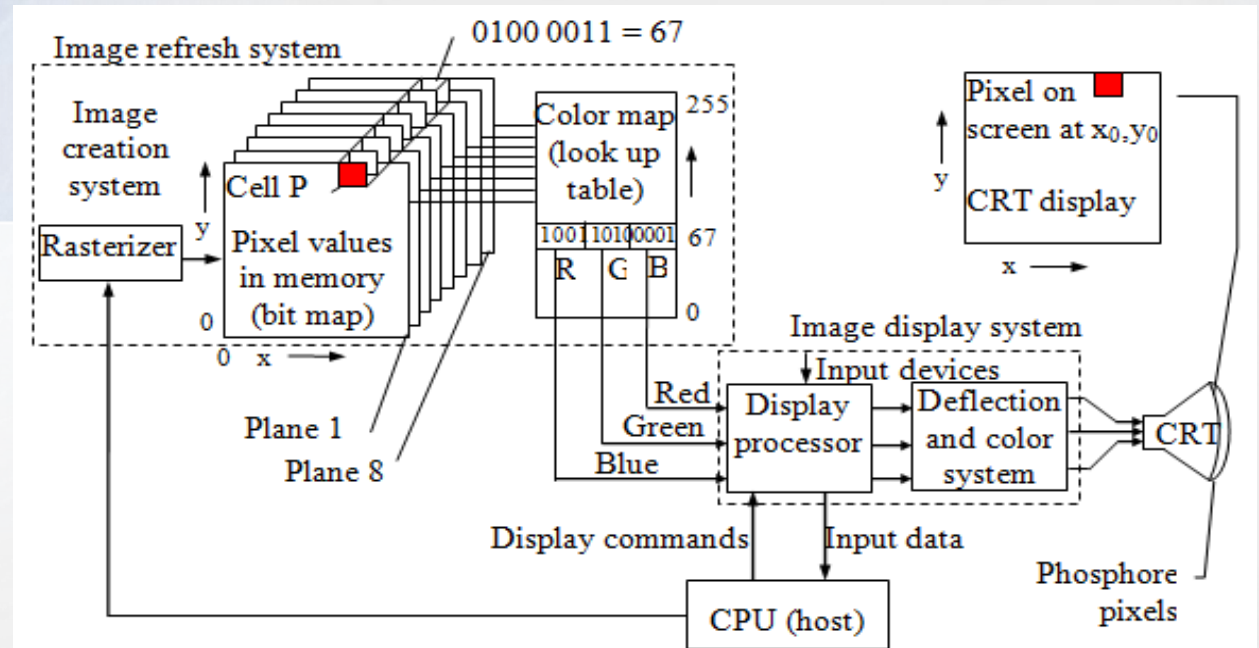 0100 0011 = 67
Image refresh system
Image
creation
system
Rasterizer
y
0
0
x
Cell P
Pixel values
in memory
(bit map)
Plane 1
Plane 8
Color map
(look up
table)
255
1001
1010
0001
67
R
G
B
0
Pixel on
screen at x₀,y₀
CRT display
y
x
Image display system
Input devices
Red
Green
Blue
Display
processor
Deflection
and color
system
CRT
Display commands
Input data
CPU (host)
Phosphore
pixels